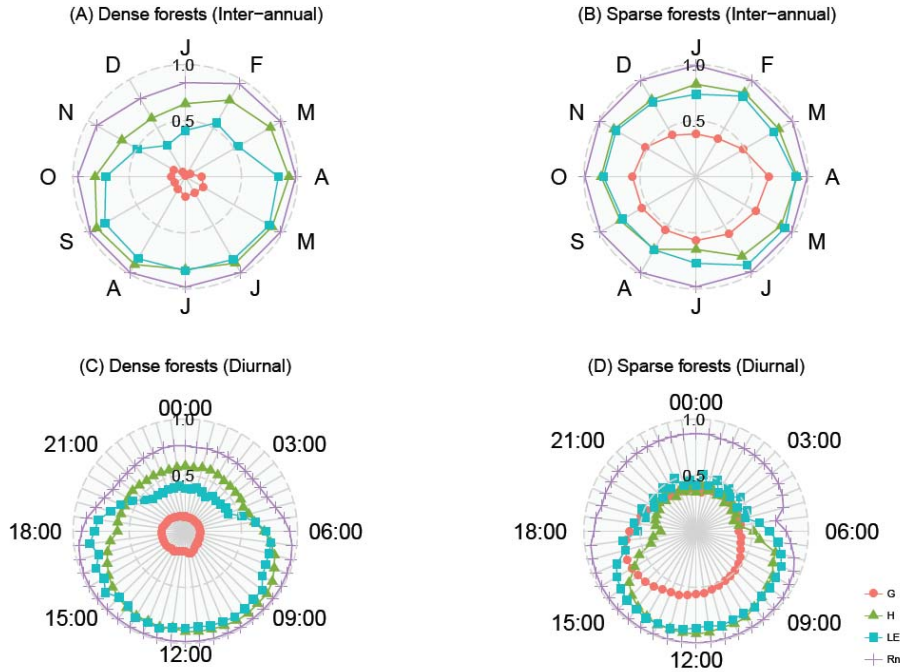 (A) Dense forests (Inter−annual)
(B) Sparse forests (Inter−annual)
J
F
M
A
M
J
J
A
S
O
N
D
1.0
0.5
J
F
M
A
M
J
J
A
S
O
N
D
1.0
0.5
(C) Dense forests (Diurnal)
(D) Sparse forests (Diurnal)
00:00
03:00
06:00
09:00
12:00
15:00
18:00
21:00
1.0
0.5
00:00
03:00
06:00
09:00
12:00
15:00
18:00
21:00
1.0
0.5
G
H
LE
Rn